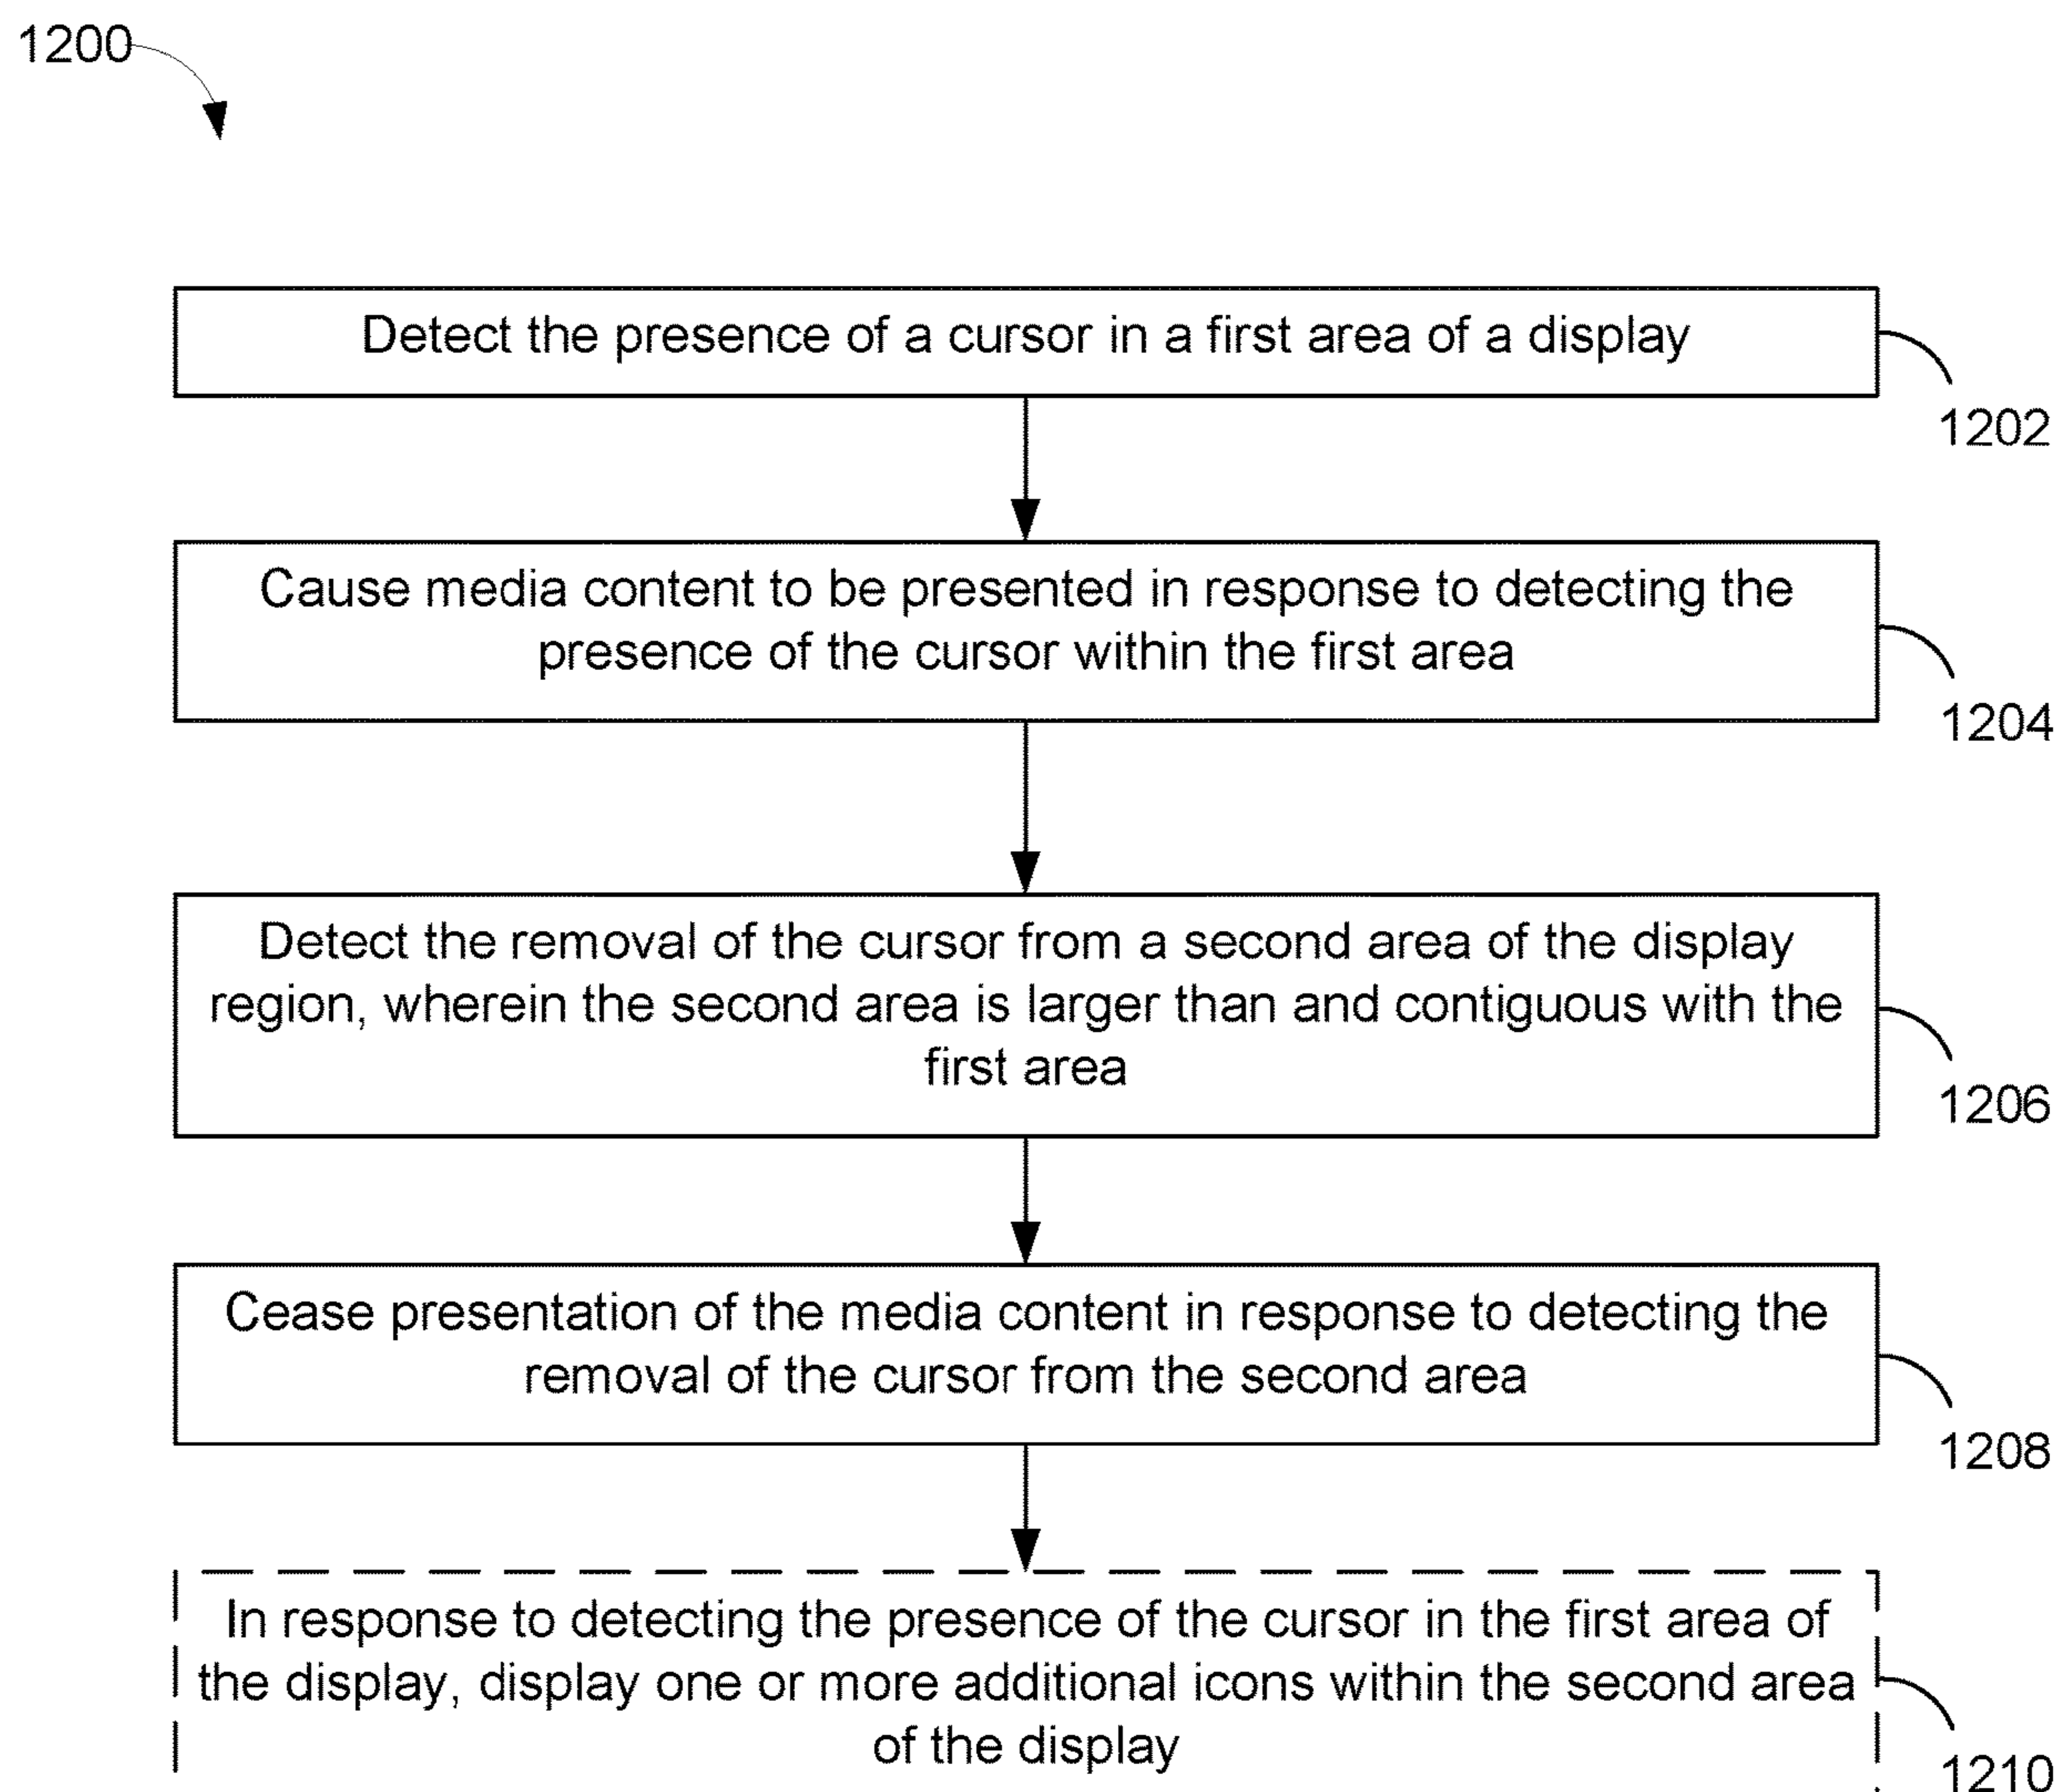 1200
Detect the presence of a cursor in a first area of a display
1202
Cause media content to be presented in response to detecting the
presence of the cursor within the first area
1204
Detect the removal of the cursor from a second area of the display
region, wherein the second area is larger than and contiguous with the
first area
1206
Cease presentation of the media content in response to detecting the
removal of the cursor from the second area
1208
In response to detecting the presence of the cursor in the first area of
the display, display one or more additional icons within the second area
of the display
1210